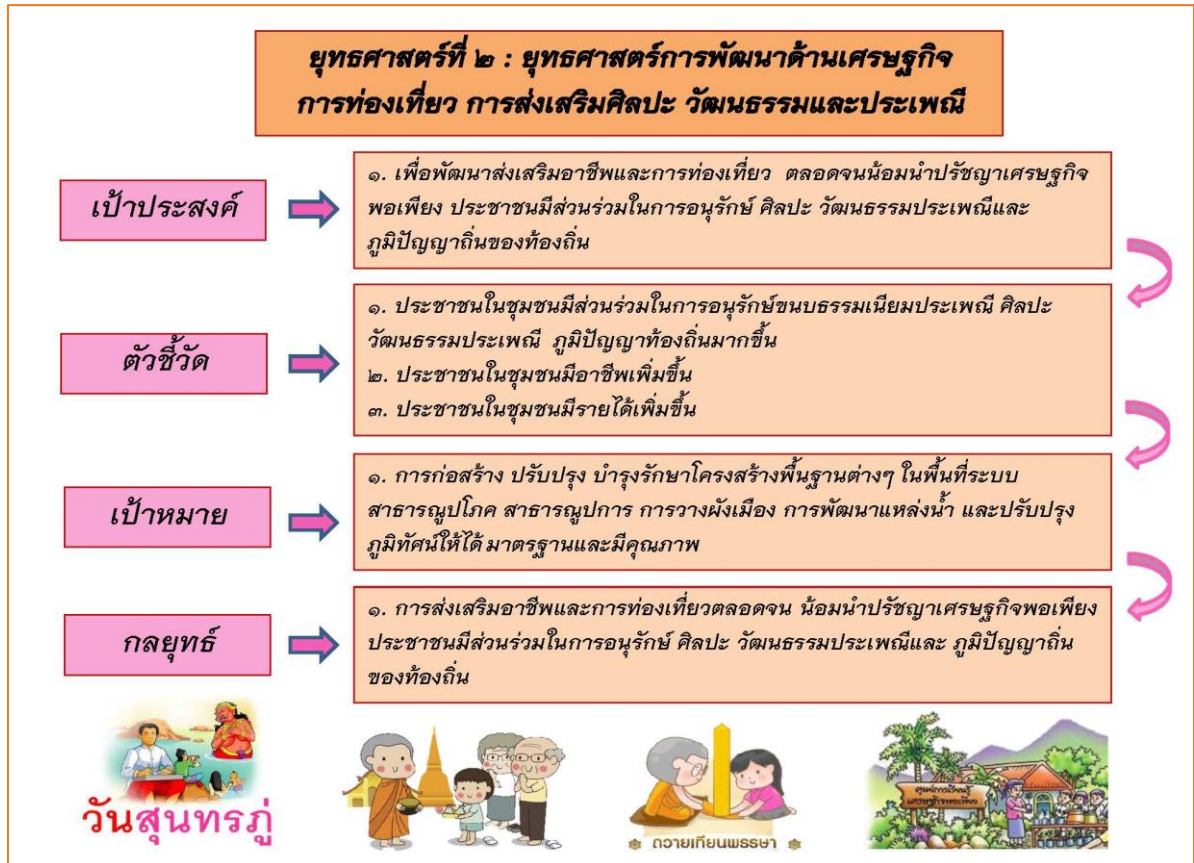 ยุทธศาสตร์ที่ ๒ : ยุทธศาสตร์การพัฒนาด้านเศรษฐกิจ
การท่องเที่ยว การส่งเสริมศิลปะ วัฒนธรรมและประเพณี
เป้าประสงค์
๑. เพื่อพัฒนาส่งเสริมอาชีพและการท่องเที่ยว ตลอดจนน้อมนำปรัชญาเศรษฐกิจ
พอเพียง ประชาชนมีส่วนร่วมในการอนุรักษ์ ศิลปะ วัฒนธรรมประเพณีและ
ภูมิปัญญาถิ่นของท้องถิ่น
ตัวชี้วัด
๑. ประชาชนในชุมชนมีส่วนร่วมในการอนุรักษ์ขนบธรรมเนียมประเพณี ศิลปะ
วัฒนธรรมประเพณี ภูมิปัญญาท้องถิ่นมากขึ้น
๒. ประชาชนในชุมชนมีอาชีพเพิ่มขึ้น
๓. ประชาชนในชุมชนมีรายได้เพิ่มขึ้น
เป้าหมาย
๑. การก่อสร้าง ปรับปรุง บำรุงรักษาโครงสร้างพื้นฐานต่างๆ ในพื้นที่ระบบ
สาธารณูปโภค สาธารณูปการ การวางผังเมือง การพัฒนาแหล่งน้ำ และปรับปรุง
ภูมิทัศน์ให้ได้ มาตรฐานและมีคุณภาพ
กลยุทธ์
๑. การส่งเสริมอาชีพและการท่องเที่ยวตลอดจน น้อมนำปรัชญาเศรษฐกิจพอเพียง
ประชาชนมีส่วนร่วมในการอนุรักษ์ ศิลปะ วัฒนธรรมประเพณีและ ภูมิปัญญาถิ่น
ของท้องถิ่น
วันสุนทรภู่
ถวายเทียนพรรษา
ศูนย์การเรียนรู้
เศรษฐกิจพอเพียง